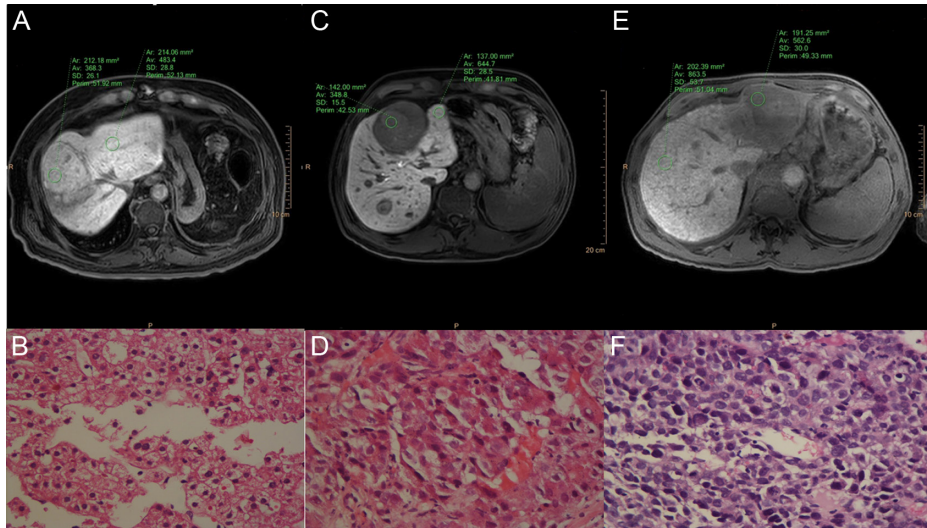 A
Ar: 212.18 mm²
Av: 368.3
SD: 26.1
Perim :51.92 mm
Ar: 214.06 mm²
Av: 483.4
SD: 28.8
Perim :52.13 mm
R
10 cm
P
C
Ar: 142.00 mm²
Av: 348.8
SD: 15.5
Perim :42.53 mm
Ar: 137.00 mm²
Av: 644.7
SD: 28.5
Perim :41.81 mm
R
20 cm
P
E
Ar: 202.39 mm²
Av: 863.5
SD: 53.7
Perim :51.04 mm
Ar: 191.25 mm²
Av: 562.6
SD: 30.0
Perim :49.33 mm
R
10 cm
P
B
D
F